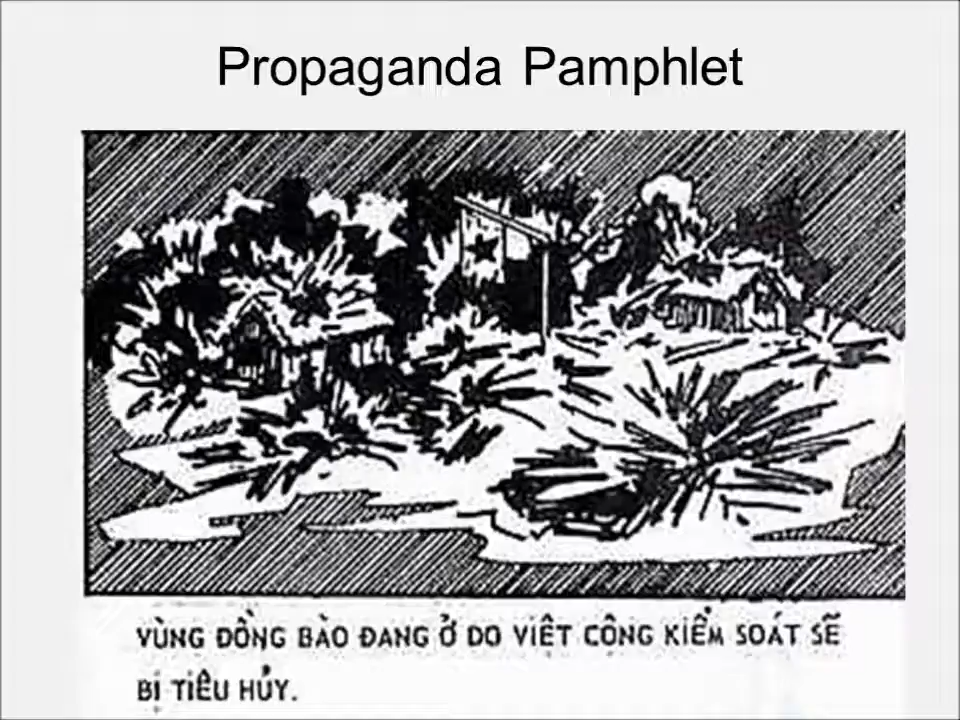 Propaganda Pamphlet
VÙNG ĐỒNG BÀO ĐANG Ở DO VIỆT CỘNG KIỂM SOÁT SẼ
BỊ TIÊU HỦY.